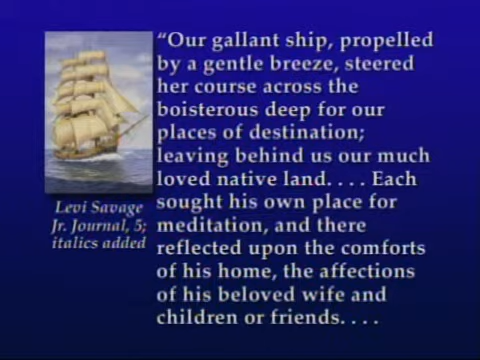 “Our gallant ship, propelled
by a gentle breeze, steered
her course across the
boisterous deep for our
places of destination;
leaving behind us our much
loved native land. . . . Each
sought his own place for
meditation, and there
reflected upon the comforts
of his home, the affections
of his beloved wife and
children or friends. . . .
Levi Savage
Jr. Journal, 5;
italics added